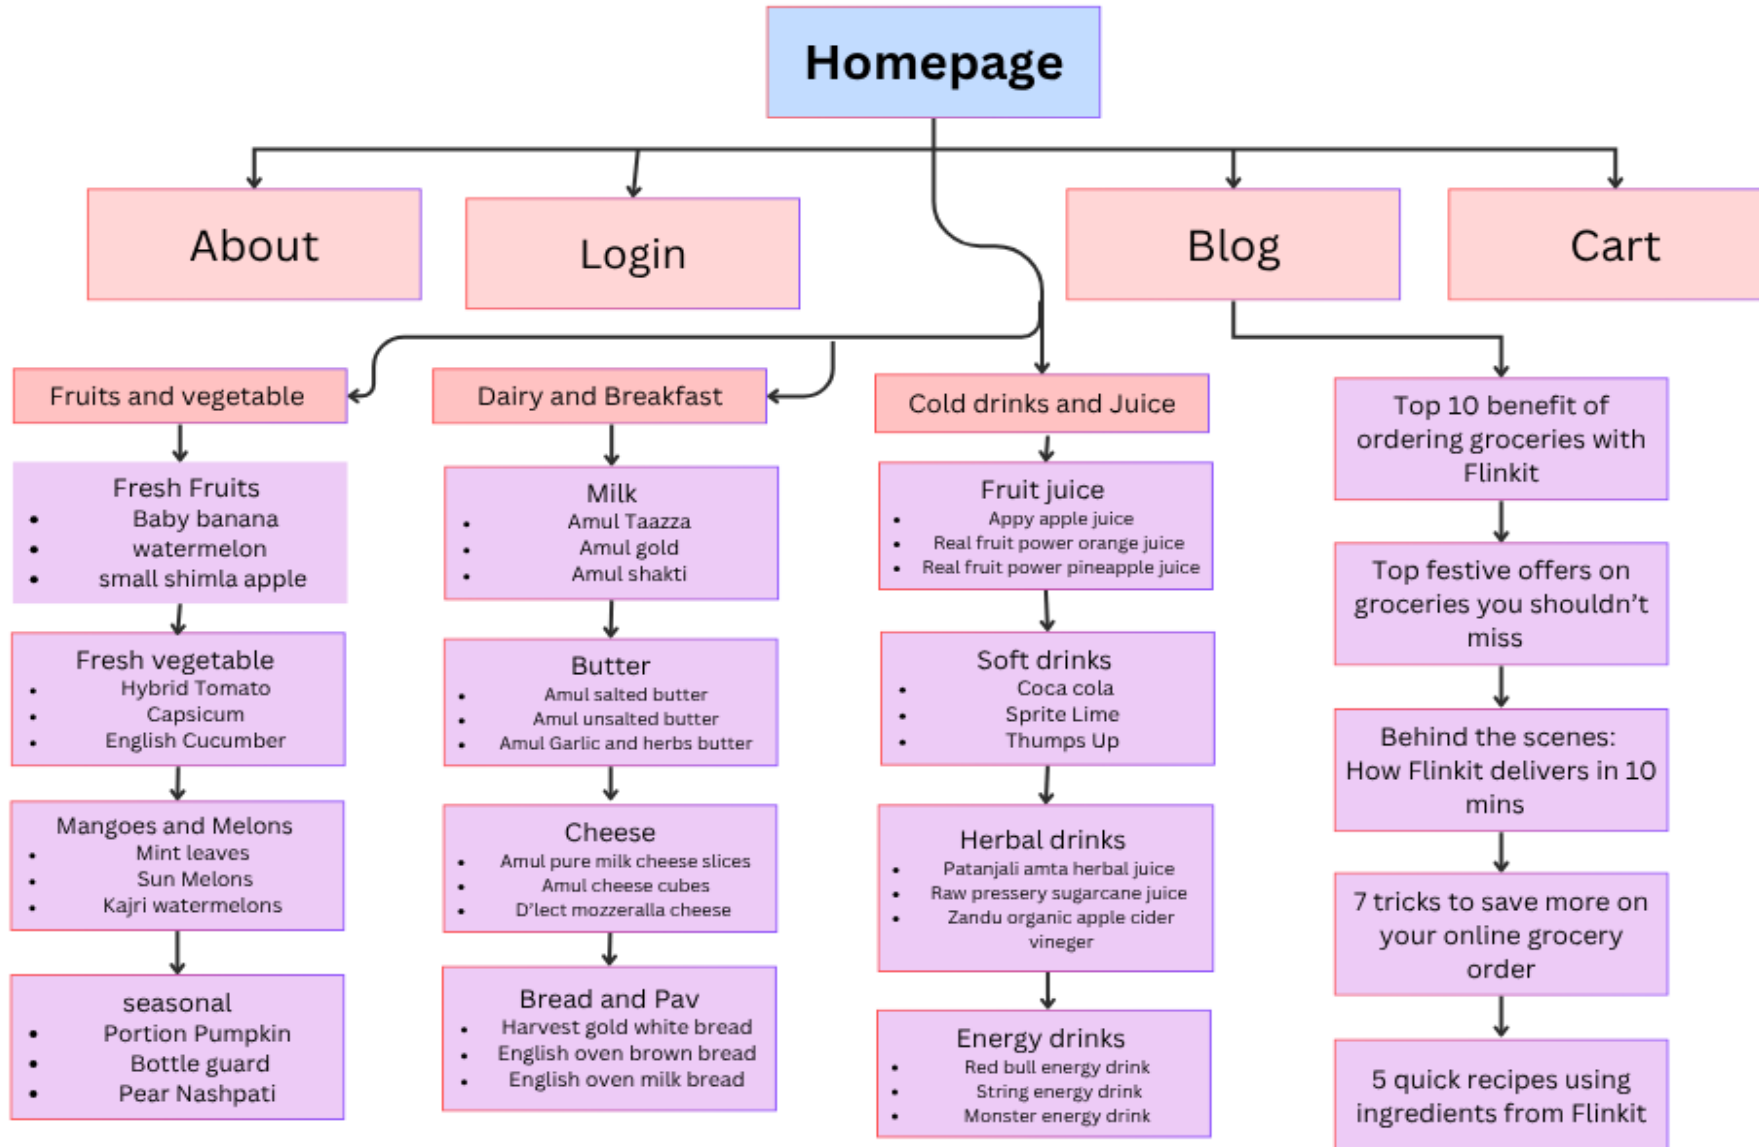 Homepage
About
Login
Blog
Cart
Fruits and vegetable
Fresh Fruits
• Baby banana
• watermelon
• small shimla apple
Fresh vegetable
• Hybrid Tomato
• Capsicum
• English Cucumber
Mangoes and Melons
• Mint leaves
• Sun Melons
• Kajri watermelons
seasonal
• Portion Pumpkin
• Bottle guard
• Pear Nashpati
Dairy and Breakfast
Milk
• Amul Taazza
• Amul gold
• Amul shakti
Butter
• Amul salted butter
• Amul unsalted butter
• Amul Garlic and herbs butter
Cheese
• Amul pure milk cheese slices
• Amul cheese cubes
• D'lect mozzeralla cheese
Bread and Pav
• Harvest gold white bread
• English oven brown bread
• English oven milk bread
Cold drinks and Juice
Fruit juice
• Appy apple juice
• Real fruit power orange juice
• Real fruit power pineapple juice
Soft drinks
• Coca cola
• Sprite Lime
• Thumps Up
Herbal drinks
• Patanjali amta herbal juice
• Raw pressery sugarcane juice
• Zandu organic apple cider
vineger
Energy drinks
• Red bull energy drink
• String energy drink
• Monster energy drink
Top 10 benefit of
ordering groceries with
Flinkit
Top festive offers on
groceries you shouldn't
miss
Behind the scenes:
How Flinkit delivers in 10
mins
7 tricks to save more on
your online grocery
order
5 quick recipes using
ingredients from Flinkit